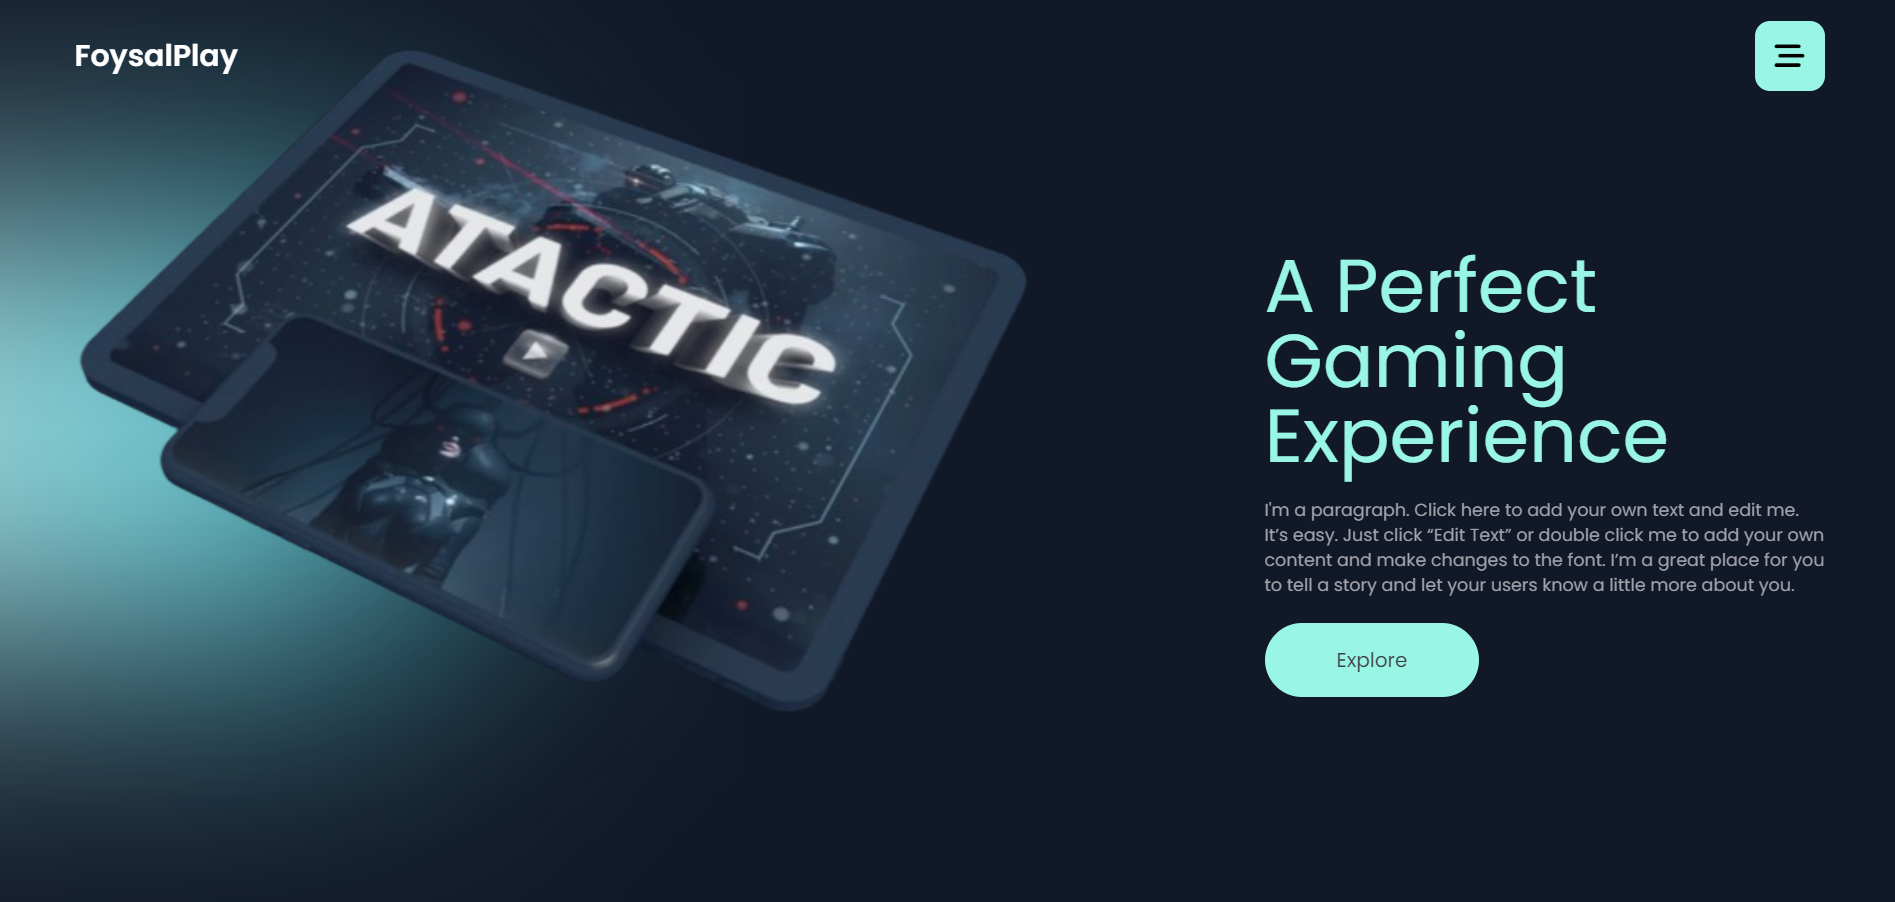 FoysalPlay
ATACTIC
A Perfect
Gaming
Experience
I'm a paragraph. Click here to add your own text and edit me.
It’s easy. Just click “Edit Text” or double click me to add your own
content and make changes to the font. I’m a great place for you
to tell a story and let your users know a little more about you.
Explore